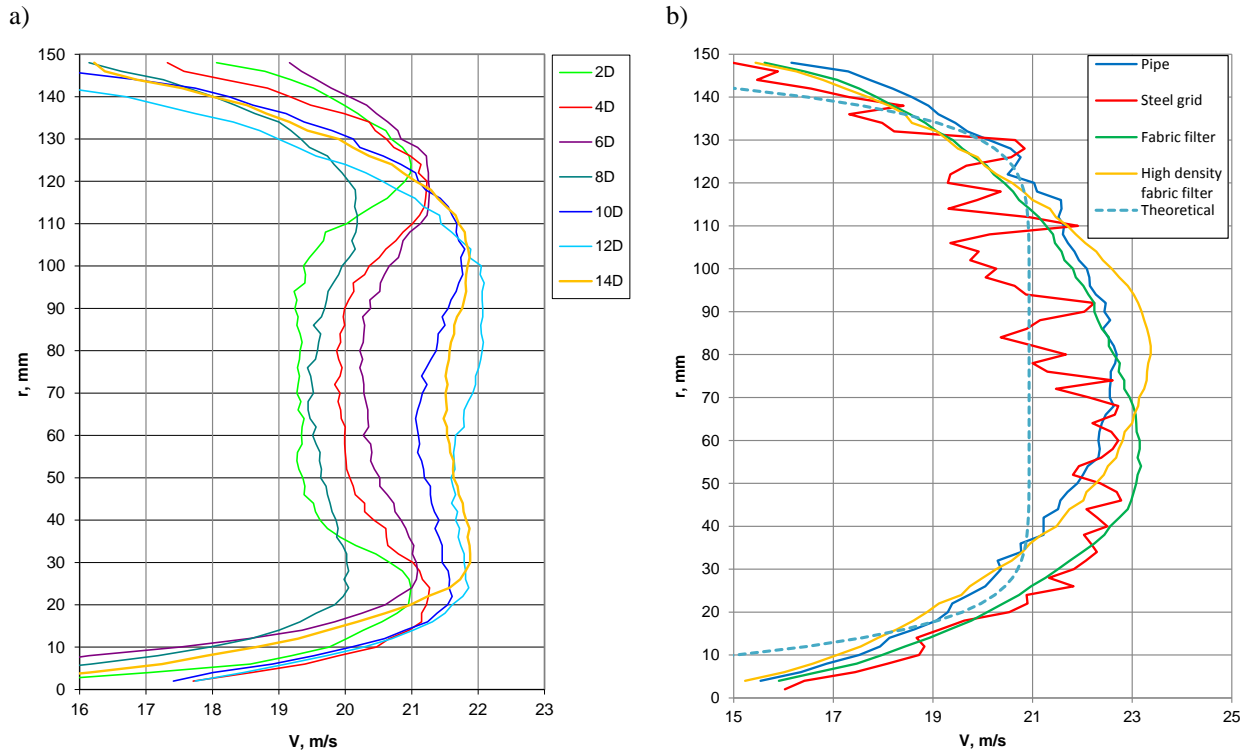 a)
150
140
130
120
110
100
90
80
70
60
50
40
30
20
10
0
r, mm
16 17 18 19 20 21 22 23
V, m/s
2D
4D
6D
8D
10D
12D
14D
b)
150
140
130
120
110
100
90
80
70
60
50
40
30
20
10
0
r, mm
15 17 19 21 23 25
V, m/s
Pipe
Steel grid
Fabric filter
High density
fabric filter
Theoretical